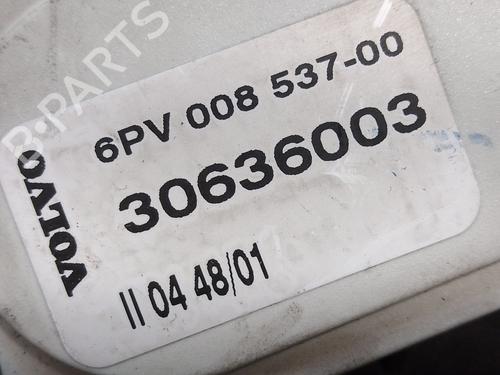 B-PARTS
VOLVO
6PV 008 537-00
30636003
II 04 48/01